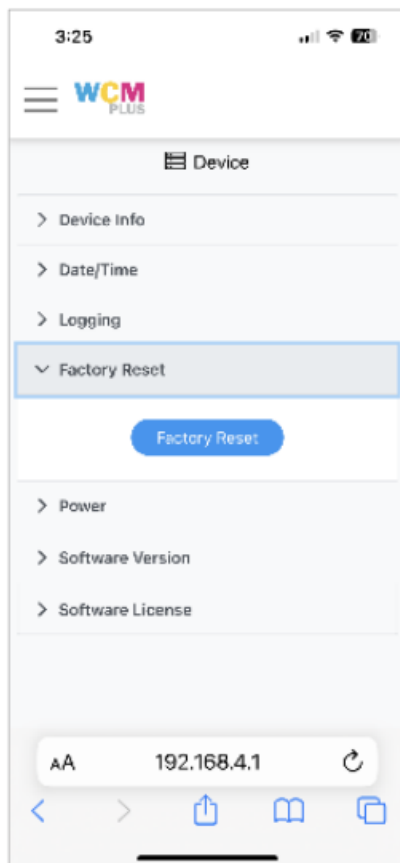 3:25
70
WCM
PLUS
Device
Device Info
Date/Time
Logging
Factory Reset
Factory Reset
Power
Software Version
Software License
AA
192.168.4.1